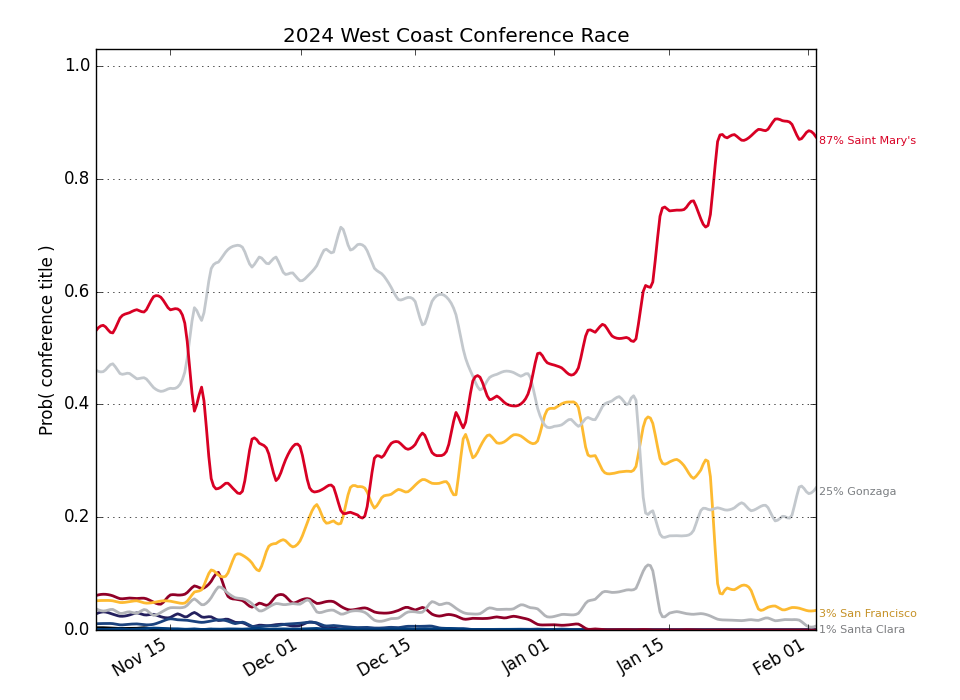 2024 West Coast Conference Race
Prob( conference title )
1.0
0.8
0.6
0.4
0.2
0.0
Nov 15
Dec 01
Dec 15
Jan 01
Jan 15
Feb 01
87% Saint Mary's
25% Gonzaga
3% San Francisco
1% Santa Clara